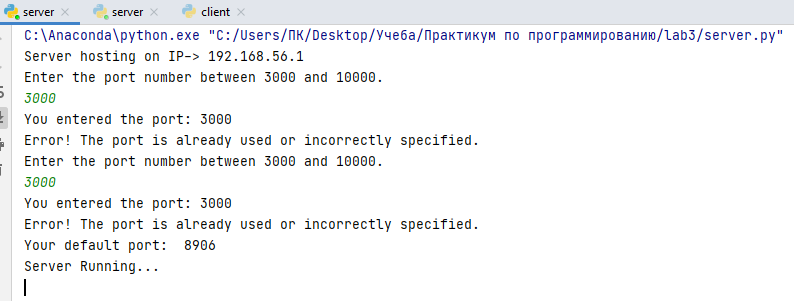 server server client
C:\Anaconda\python.exe "C:/Users/ПК/Desktop/Учеба/Практикум по программированию/lab3/server.py"
Server hosting on IP-> 192.168.56.1
Enter the port number between 3000 and 10000.
3000
You entered the port: 3000
Error! The port is already used or incorrectly specified.
Enter the port number between 3000 and 10000.
3000
You entered the port: 3000
Error! The port is already used or incorrectly specified.
Your default port:  8906
Server Running...